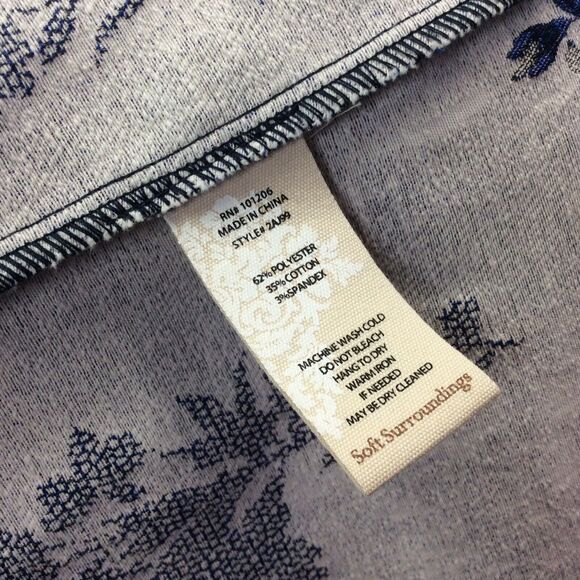 RN# 101206
MADE IN CHINA
STYLE# 2AJ99
62% POLYESTER
35% COTTON
3% SPANDEX
MACHINE WASH COLD
DO NOT BLEACH
HANG TO DRY
WARM IRON
IF NEEDED
MAY BE DRY CLEANED
Soft Surroundings